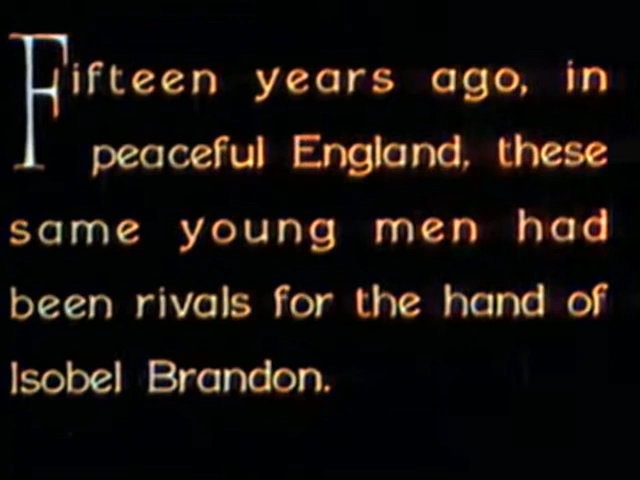 Fifteen years ago, in
peaceful England, these
same young men had
been rivals for the hand of
Isobel Brandon.